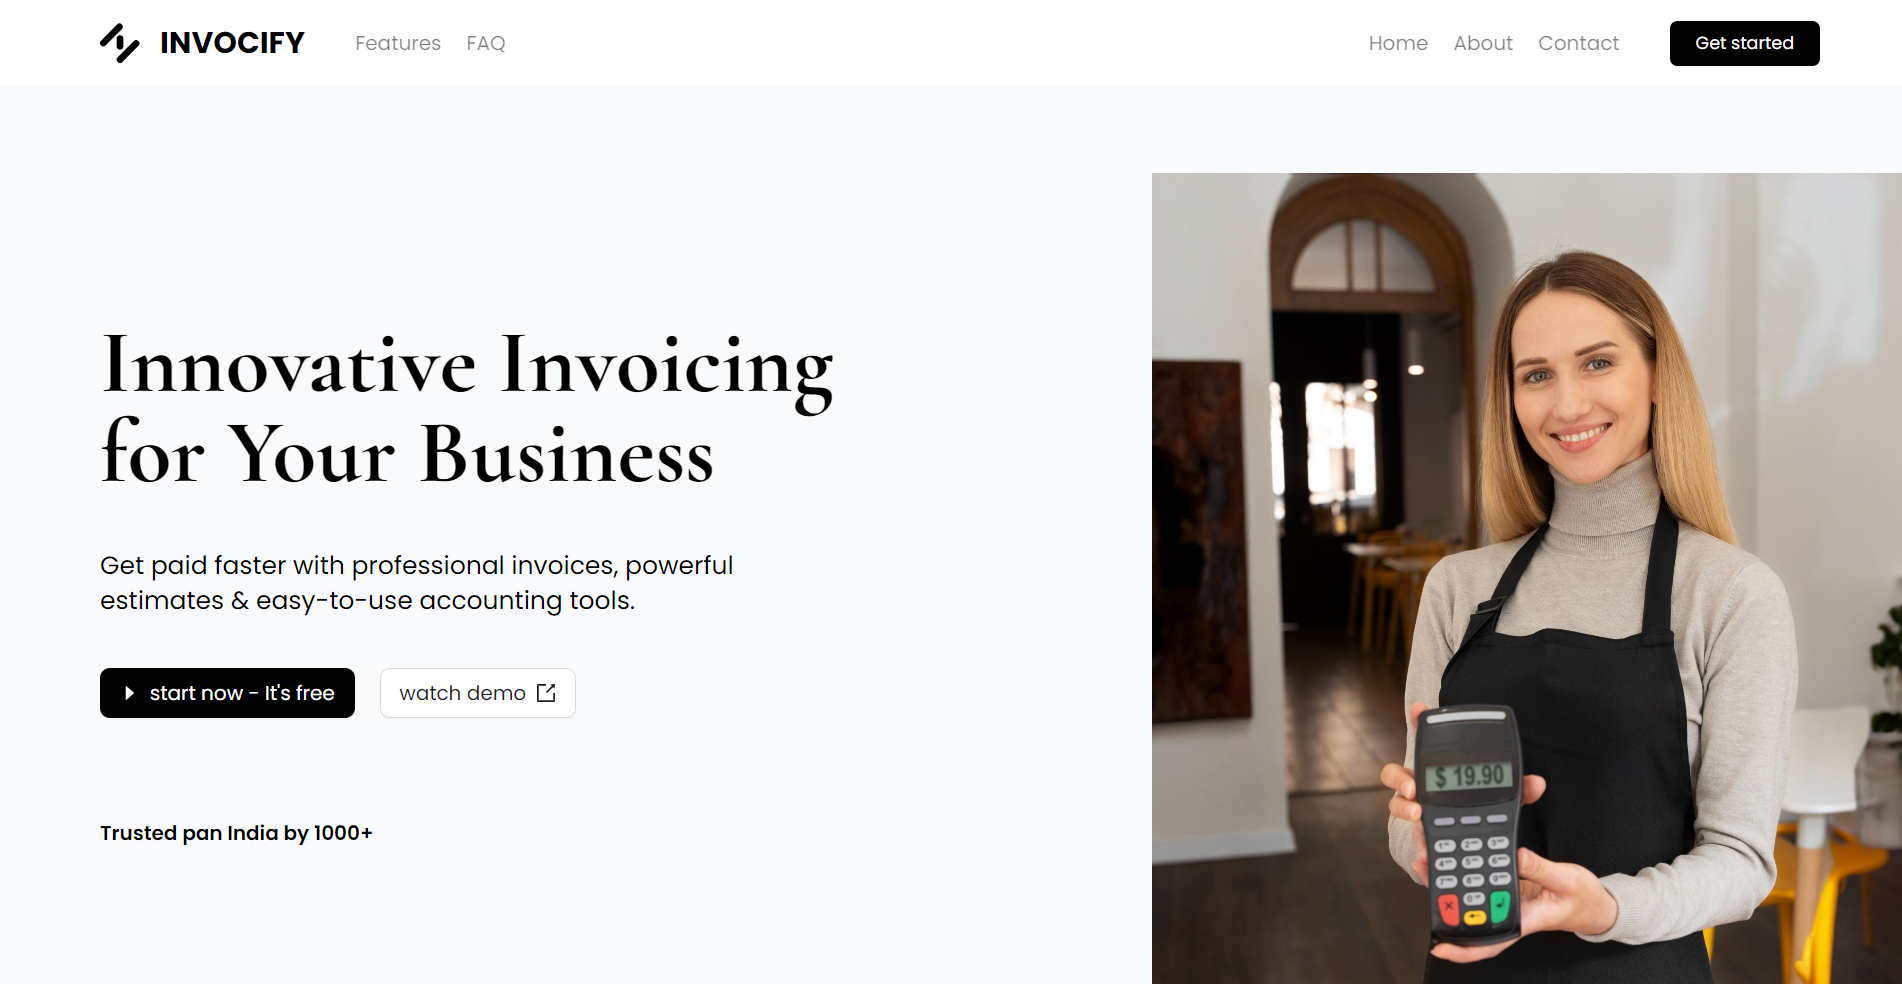 INVOCIFY
Features
FAQ
Home
About
Contact
Get started
Innovative Invoicing
for Your Business
Get paid faster with professional invoices, powerful
estimates & easy-to-use accounting tools.
start now - It's free
watch demo
Trusted pan India by 1000+
$ 19.90